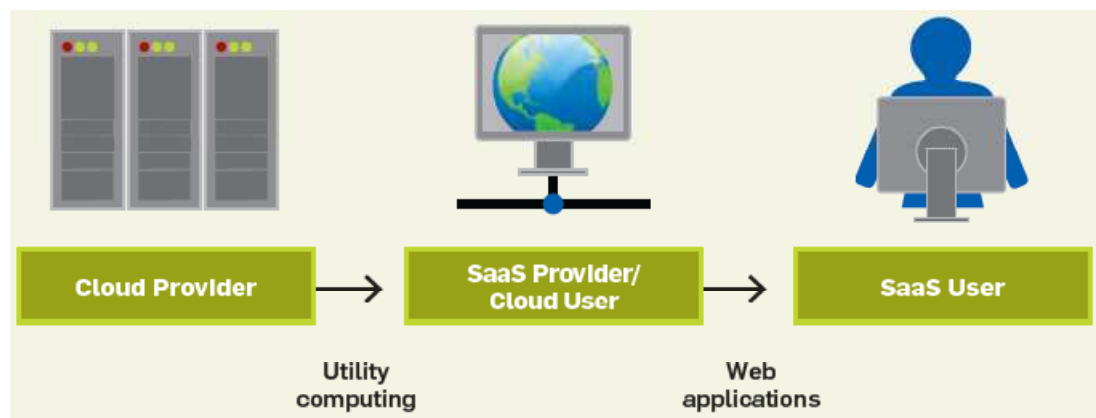 Cloud Provider
SaaS Provider/
Cloud User
SaaS User
Utility
computing
Web
applications